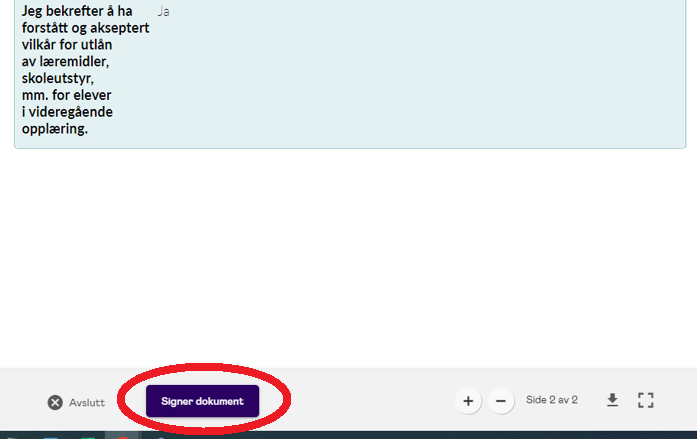 Jeg bekrefter å ha Ja
forstått og akseptert
vilkår for utlån
av læremidler,
skoleutstyr,
mm. for elever
i videregående
opplæring.
Avslutt Signer dokument Side 2 av 2